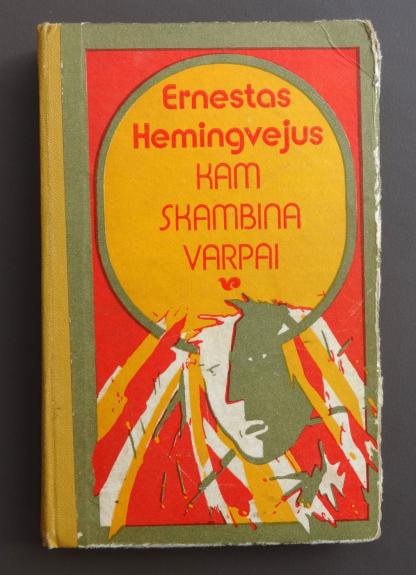 Ernestas
Hemingvejus
KAM
SKAMBINA
VARPAI